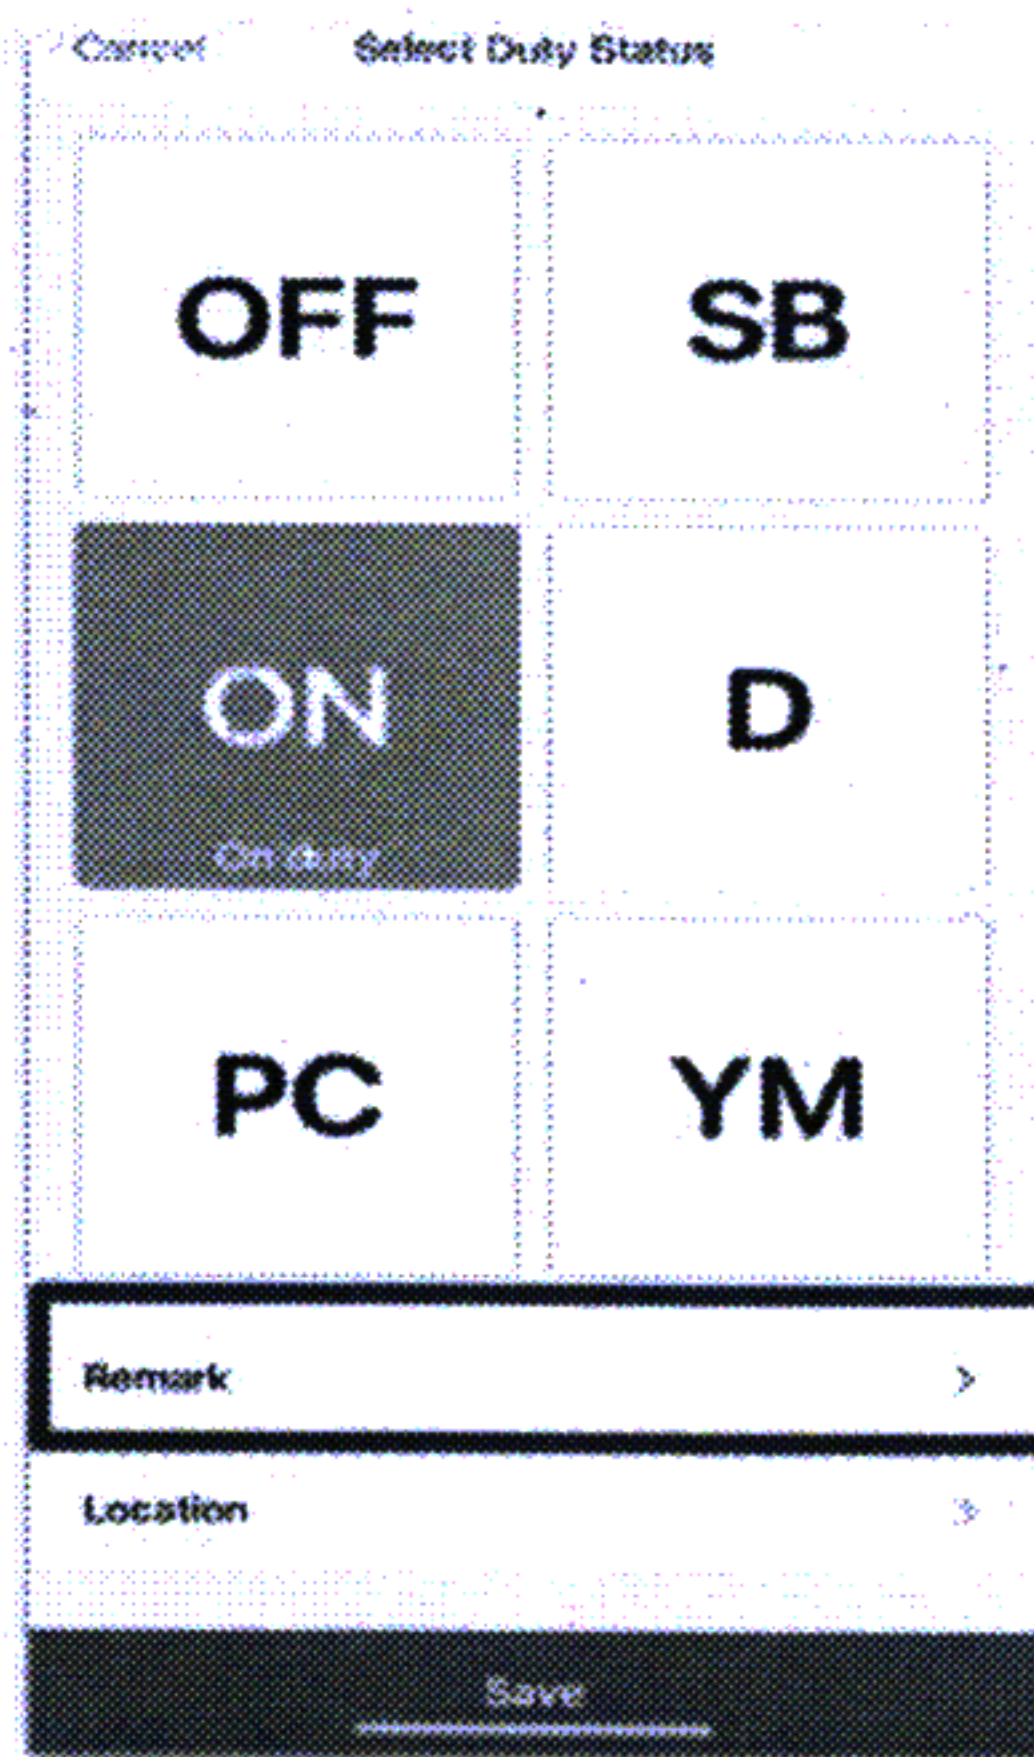 Cancel Select Duty Status
OFF SB
ON D
On duty
PC YM
Remark
Location
Save